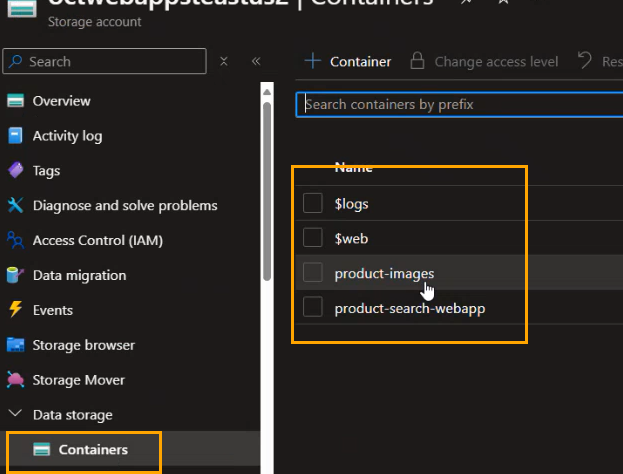 | Containers
Storage account
Search
Container
Change access level
Search containers by prefix
Overview
Activity log
Tags
Diagnose and solve problems
Access Control (IAM)
Data migration
Events
Storage browser
Storage Mover
Data storage
Containers
Name
$logs
$web
product-images
product-search-webapp